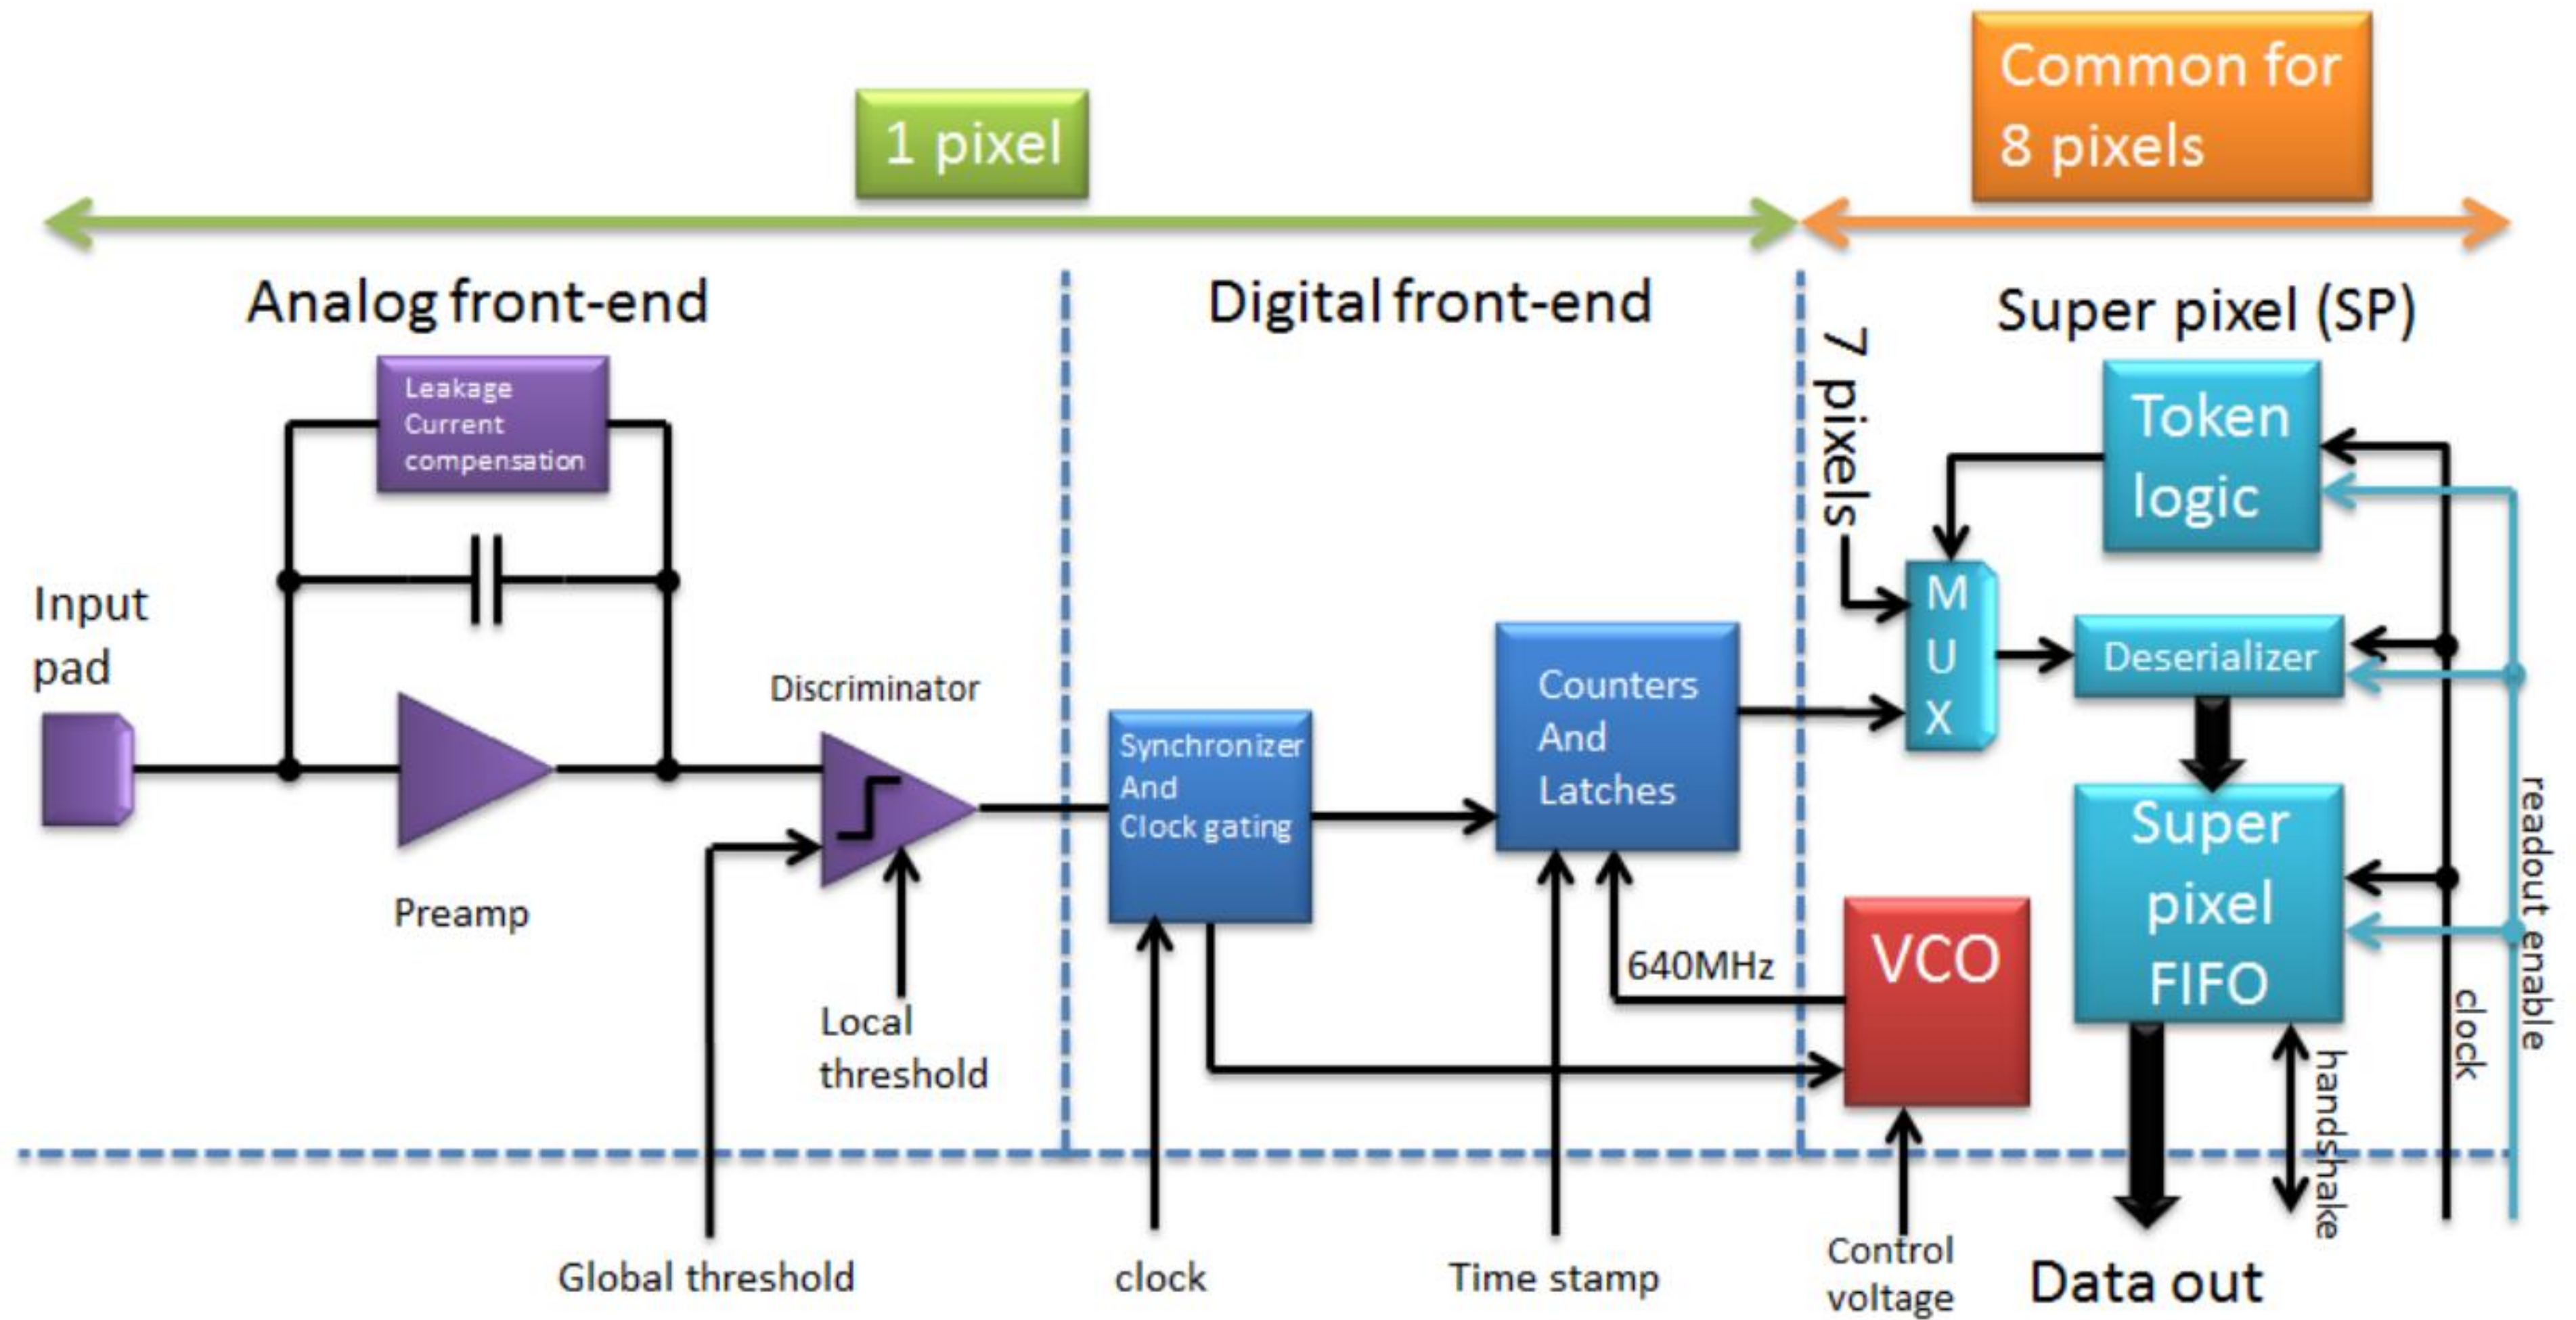 1 pixel
Common for
8 pixels
Analog front-end
Digital front-end
Super pixel (SP)
Leakage
Current
compensation
7 pixels
Token
logic
Input
pad
M
U
X
Deserializer
Discriminator
Counters
And
Latches
Synchronizer
And
Clock gating
Super
pixel
FIFO
Preamp
VCO
640MHz
Local
threshold
readout enable
clock
handshake
Global threshold
clock
Time stamp
Control
voltage
Data out